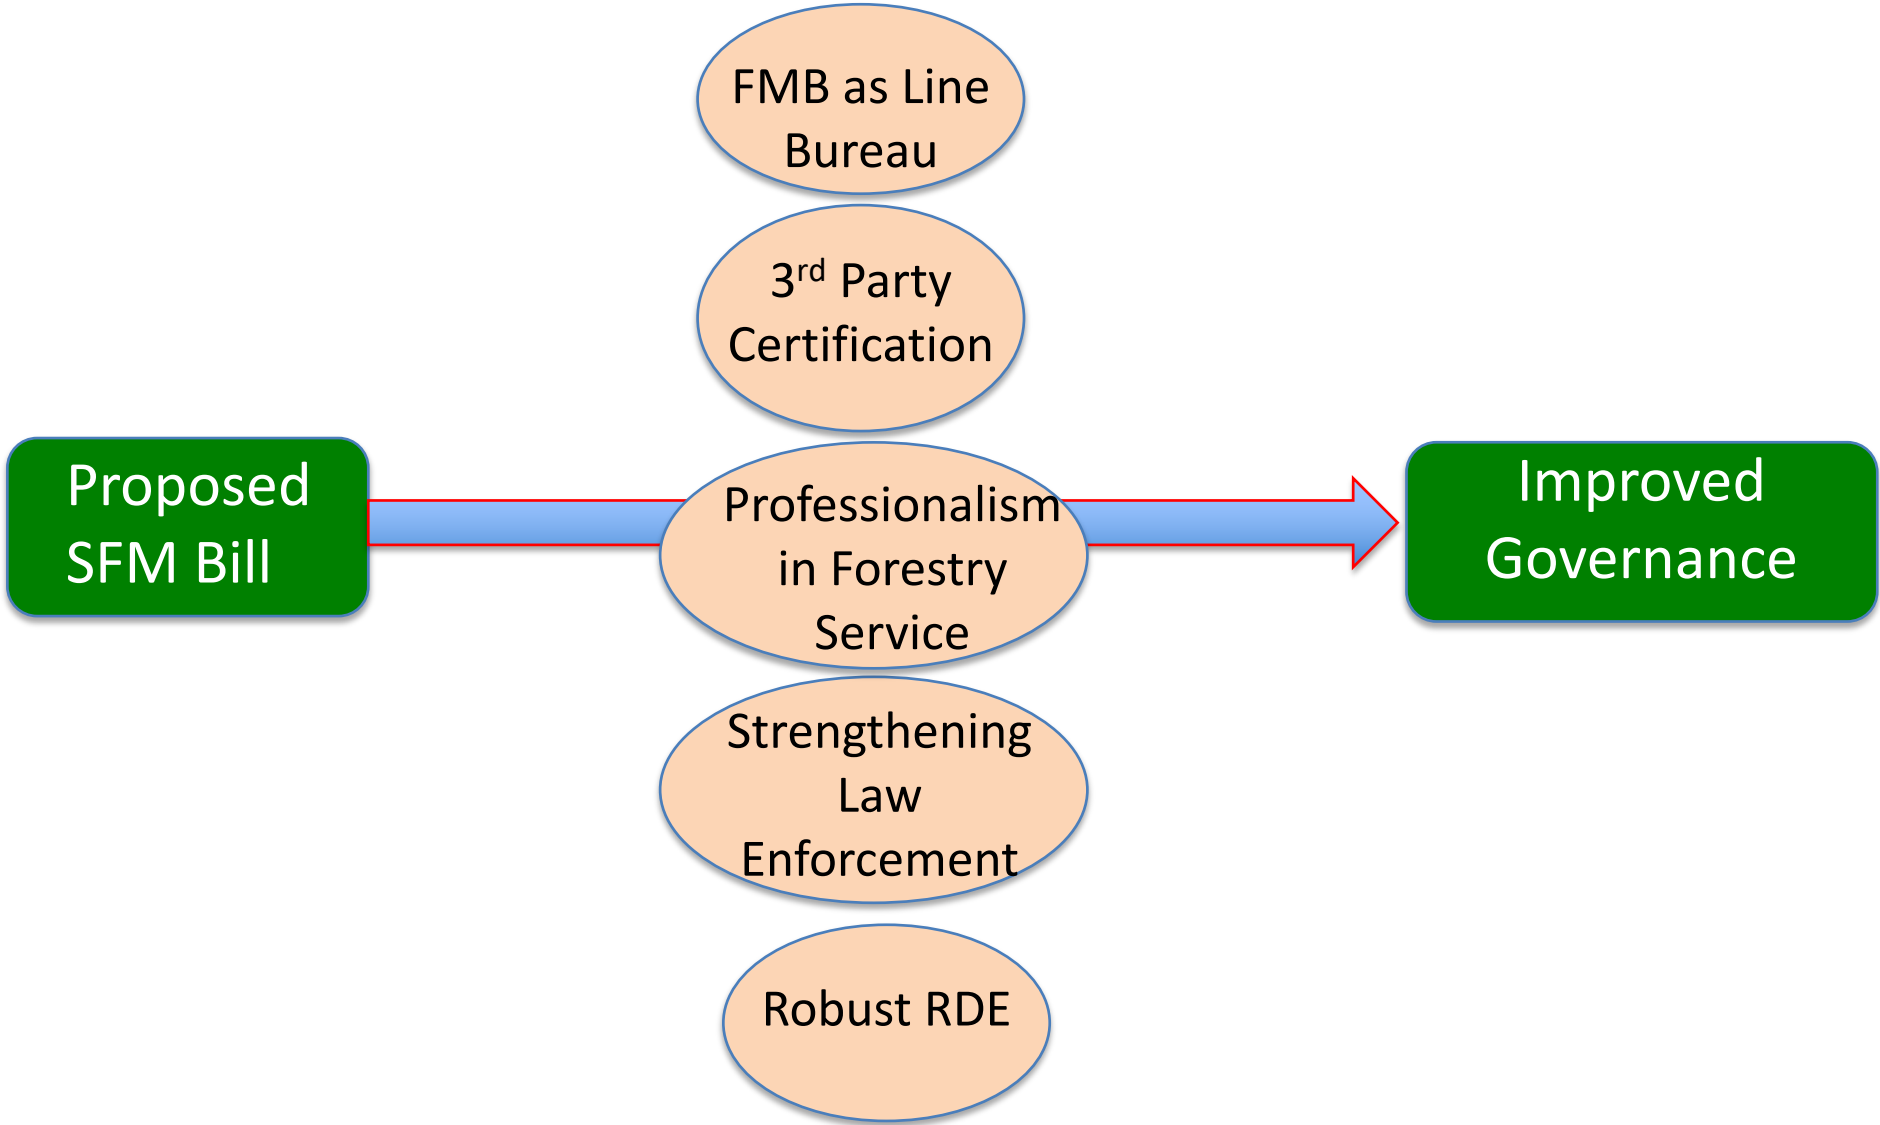 FMB as Line
Bureau
3rd Party
Certification
Proposed
SFM Bill
Professionalism
in Forestry
Service
Improved
Governance
Strengthening
Law
Enforcement
Robust RDE